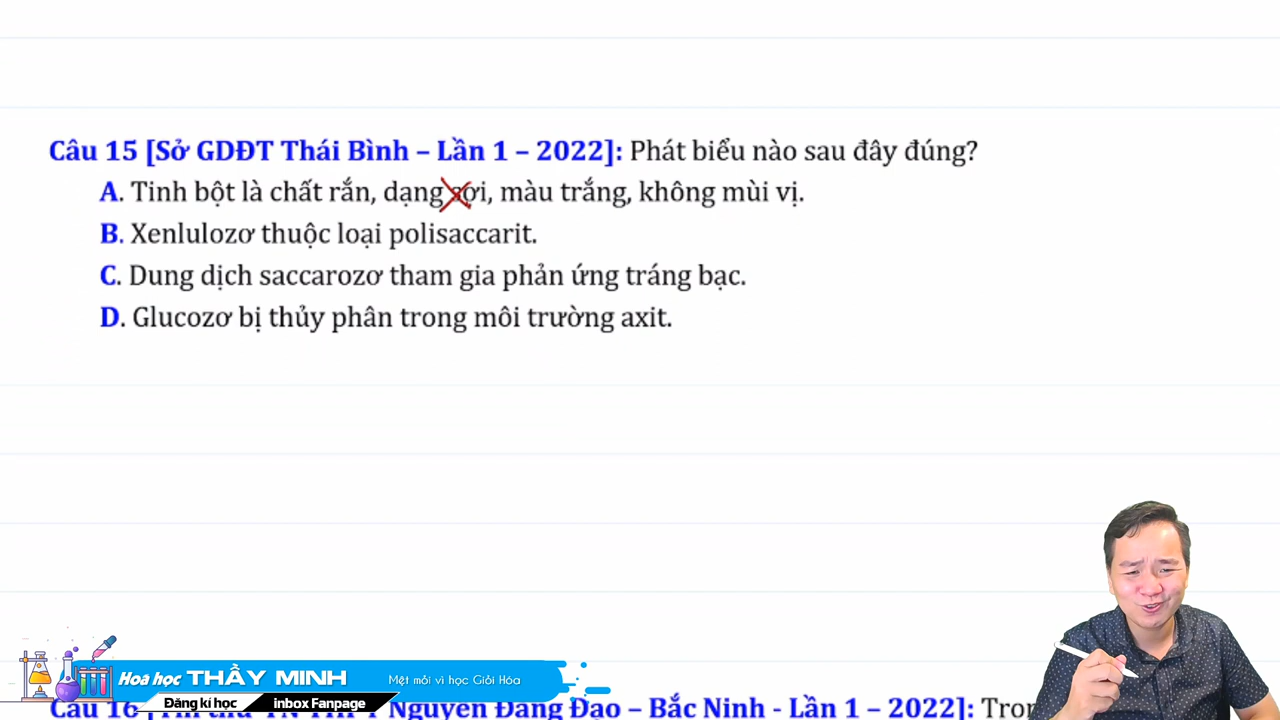 Câu 15 [Sở GDĐT Thái Bình – Lần 1 – 2022]: Phát biểu nào sau đây đúng?
A. Tinh bột là chất rắn, dạng sợi, màu trắng, không mùi vị.
B. Xenlulozơ thuộc loại polisaccarit.
C. Dung dịch saccarozơ tham gia phản ứng tráng bạc.
D. Glucozơ bị thủy phân trong môi trường axit.
Hoá học THẦY MINH
Mệt mỏi vì học Giỏi Hóa
Đăng kí học inbox Fanpage
Câu 16 Nguyễn Đăng Đạo – Bắc Ninh - Lần 1 – 2022]: